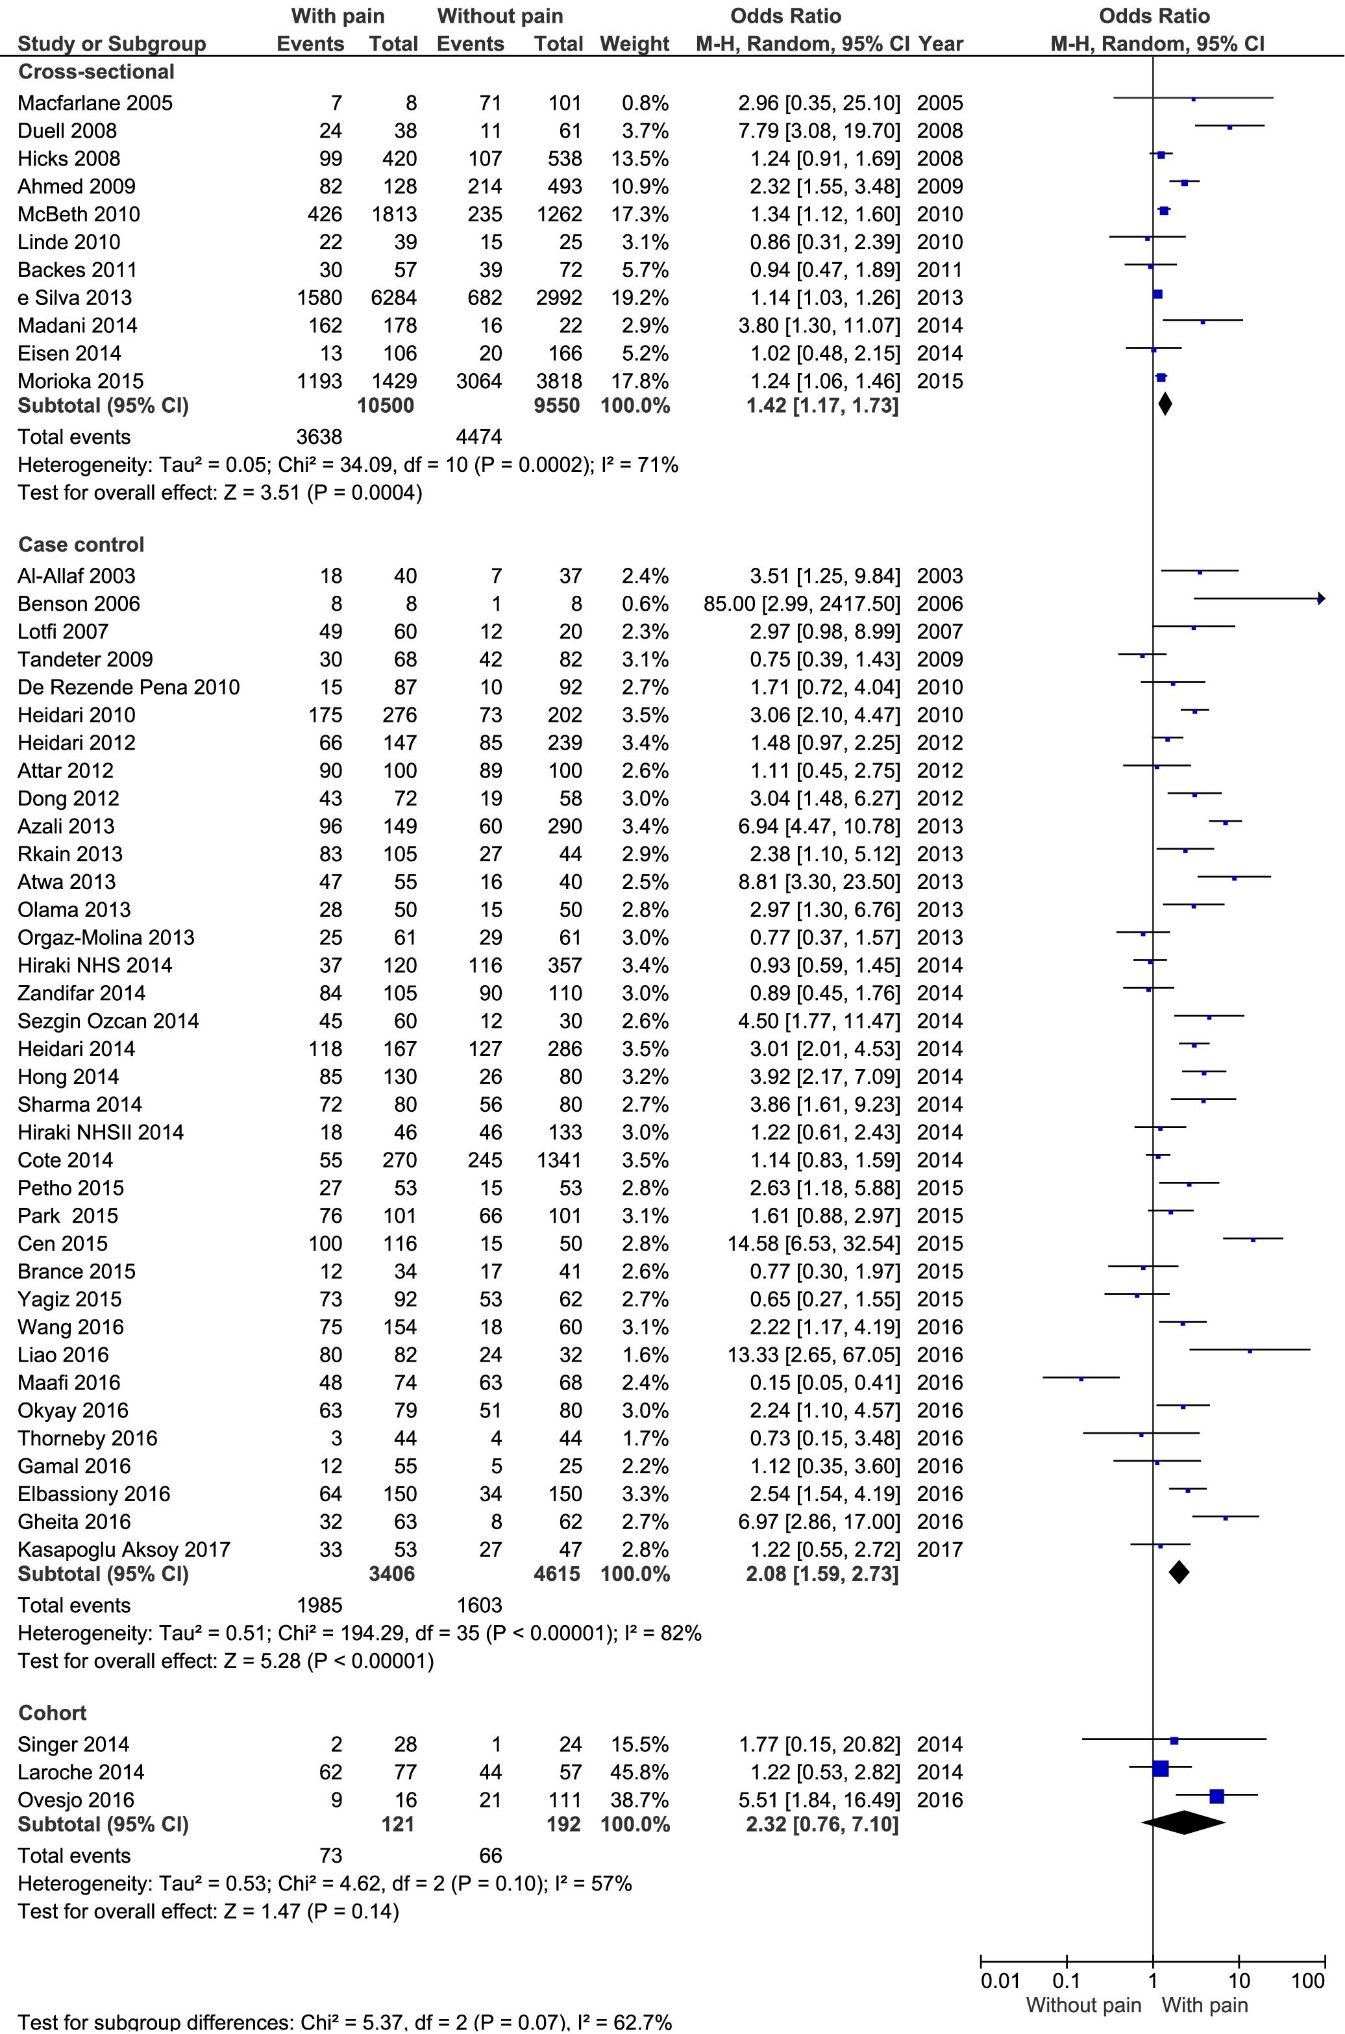 With pain Without pain Odds Ratio Odds Ratio
Study or Subgroup Events Total Events Total Weight M-H, Random, 95% CI Year M-H, Random, 95% CI
Cross-sectional
Macfarlane 2005 7 8 71 101 0.8% 2.96 [0.35, 25.10] 2005
Duell 2008 24 38 11 61 3.7% 7.79 [3.08, 19.70] 2008
Hicks 2008 99 420 107 538 13.5% 1.24 [0.91, 1.69] 2008
Ahmed 2009 82 128 214 493 10.9% 2.32 [1.55, 3.48] 2009
McBeth 2010 426 1813 235 1262 17.3% 1.34 [1.12, 1.60] 2010
Linde 2010 22 39 15 25 3.1% 0.86 [0.31, 2.39] 2010
Backes 2011 30 57 39 72 5.7% 0.94 [0.47, 1.89] 2011
e Silva 2013 1580 6284 682 2992 19.2% 1.14 [1.03, 1.26] 2013
Madani 2014 162 178 16 22 2.9% 3.80 [1.30, 11.07] 2014
Eisen 2014 13 106 20 166 5.2% 1.02 [0.48, 2.15] 2014
Morioka 2015 1193 1429 3064 3818 17.8% 1.24 [1.06, 1.46] 2015
Subtotal (95% CI) 10500 9550 100.0% 1.42 [1.17, 1.73]
Total events 3638 4474
Heterogeneity: Tau² = 0.05; Chi² = 34.09, df = 10 (P = 0.0002); I² = 71%
Test for overall effect: Z = 3.51 (P = 0.0004)
Case control
Al-Allaf 2003 18 40 7 37 2.4% 3.51 [1.25, 9.84] 2003
Benson 2006 8 8 1 8 0.6% 85.00 [2.99, 2417.50] 2006
Lotfi 2007 49 60 12 20 2.3% 2.97 [0.98, 8.99] 2007
Tandeter 2009 30 68 42 82 3.1% 0.75 [0.39, 1.43] 2009
De Rezende Pena 2010 15 87 10 92 2.7% 1.71 [0.72, 4.04] 2010
Heidari 2010 175 276 73 202 3.5% 3.06 [2.10, 4.47] 2010
Heidari 2012 66 147 85 239 3.4% 1.48 [0.97, 2.25] 2012
Attar 2012 90 100 89 100 2.6% 1.11 [0.45, 2.75] 2012
Dong 2012 43 72 19 58 3.0% 3.04 [1.48, 6.27] 2012
Azali 2013 96 149 60 290 3.4% 6.94 [4.47, 10.78] 2013
Rkain 2013 83 105 27 44 2.9% 2.38 [1.10, 5.12] 2013
Atwa 2013 47 55 16 40 2.5% 8.81 [3.30, 23.50] 2013
Olama 2013 28 50 15 50 2.8% 2.97 [1.30, 6.76] 2013
Orgaz-Molina 2013 25 61 29 61 3.0% 0.77 [0.37, 1.57] 2013
Hiraki NHS 2014 37 120 116 357 3.4% 0.93 [0.59, 1.45] 2014
Zandifar 2014 84 105 90 110 3.0% 0.89 [0.45, 1.76] 2014
Sezgin Ozcan 2014 45 60 12 30 2.6% 4.50 [1.77, 11.47] 2014
Heidari 2014 118 167 127 286 3.5% 3.01 [2.01, 4.53] 2014
Hong 2014 85 130 26 80 3.2% 3.92 [2.17, 7.09] 2014
Sharma 2014 72 80 56 80 2.7% 3.86 [1.61, 9.23] 2014
Hiraki NHSII 2014 18 46 46 133 3.0% 1.22 [0.61, 2.43] 2014
Cote 2014 55 270 245 1341 3.5% 1.14 [0.83, 1.59] 2014
Petho 2015 27 53 15 53 2.8% 2.63 [1.18, 5.88] 2015
Park 2015 76 101 66 101 3.1% 1.61 [0.88, 2.97] 2015
Cen 2015 100 116 15 50 2.8% 14.58 [6.53, 32.54] 2015
Brance 2015 12 34 17 41 2.6% 0.77 [0.30, 1.97] 2015
Yagiz 2015 73 92 53 62 2.7% 0.65 [0.27, 1.55] 2015
Wang 2016 75 154 18 60 3.1% 2.22 [1.17, 4.19] 2016
Liao 2016 80 82 24 32 1.6% 13.33 [2.65, 67.05] 2016
Maafi 2016 48 74 63 68 2.4% 0.15 [0.05, 0.41] 2016
Okyay 2016 63 79 51 80 3.0% 2.24 [1.10, 4.57] 2016
Thorneby 2016 3 44 4 44 1.7% 0.73 [0.15, 3.48] 2016
Gamal 2016 12 55 5 25 2.2% 1.12 [0.35, 3.60] 2016
Elbassiony 2016 64 150 34 150 3.3% 2.54 [1.54, 4.19] 2016
Gheita 2016 32 63 8 62 2.7% 6.97 [2.86, 17.00] 2016
Kasapoglu Aksoy 2017 33 53 27 47 2.8% 1.22 [0.55, 2.72] 2017
Subtotal (95% CI) 3406 4615 100.0% 2.08 [1.59, 2.73]
Total events 1985 1603
Heterogeneity: Tau² = 0.51; Chi² = 194.29, df = 35 (P < 0.00001); I² = 82%
Test for overall effect: Z = 5.28 (P < 0.00001)
Cohort
Singer 2014 2 28 1 24 15.5% 1.77 [0.15, 20.82] 2014
Laroche 2014 62 77 44 57 45.8% 1.22 [0.53, 2.82] 2014
Ovesjo 2016 9 16 21 111 38.7% 5.51 [1.84, 16.49] 2016
Subtotal (95% CI) 121 192 100.0% 2.32 [0.76, 7.10]
Total events 73 66
Heterogeneity: Tau² = 0.53; Chi² = 4.62, df = 2 (P = 0.10); I² = 57%
Test for overall effect: Z = 1.47 (P = 0.14)
0.01 0.1 1 10 100
Without pain With pain
Test for subgroup differences: Chi² = 5.37, df = 2 (P = 0.07), I² = 62.7%